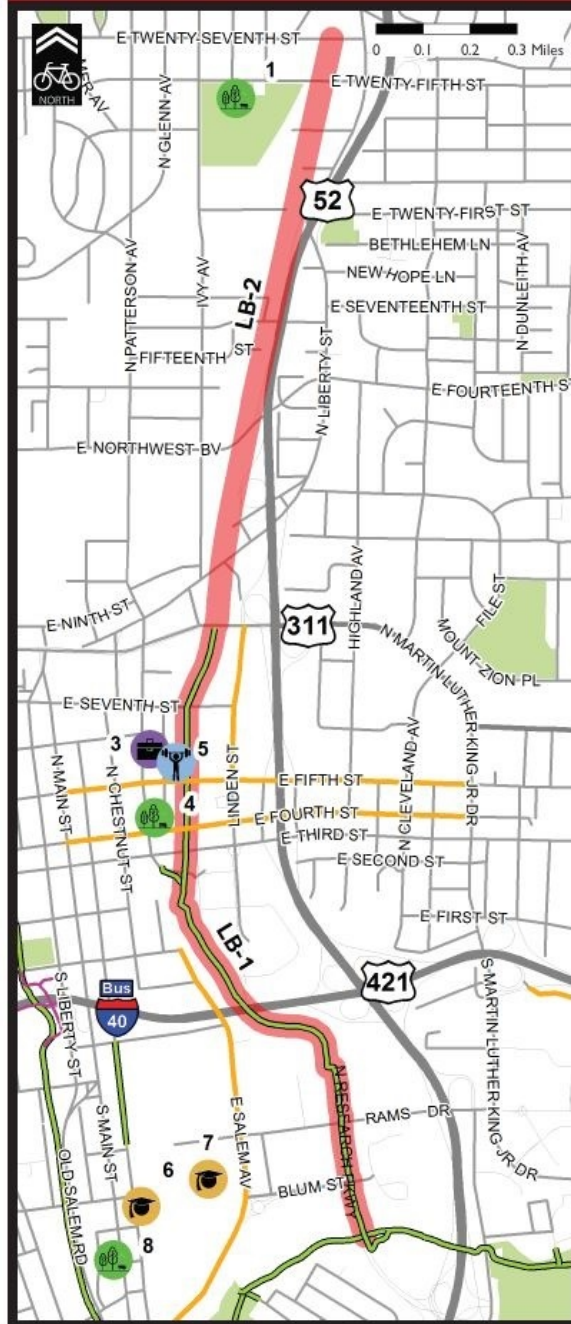 E TWENTY-SEVENTH ST
0 0.1 0.2 0.3 Miles
NORTH
1
E TWENTY-FIFTH ST
N GLENN AV
52
E TWENTY-FIRST ST
BETHLEHEM LN
NEW HOPE LN
E SEVENTEENTH ST
N DUNLEITH AV
IVY AV
LB-2
N PATTERSON AV
FIFTEENTH ST
N LIBERTY ST
E FOURTEENTH ST
E NORTHWEST BV
HIGHLAND AV
FILE ST
E NINTH ST
311
MOUNT ZION PL
N MARTIN LUTHER KING JR DR
E SEVENTH ST
3
5
N MAIN ST
N CHESTNUT ST
LINDEN ST
E FIFTH ST
N CLEVELAND AV
4
E FOURTH ST
E THIRD ST
E SECOND ST
E FIRST ST
LB-1
421
Bus
40
S LIBERTY ST
S MARTIN LUTHER KING JR DR
N RESEARCH PKWY
S MAIN ST
E SALEM AV
RAMS DR
OLD SALEM RD
7
6
BLUM ST
8